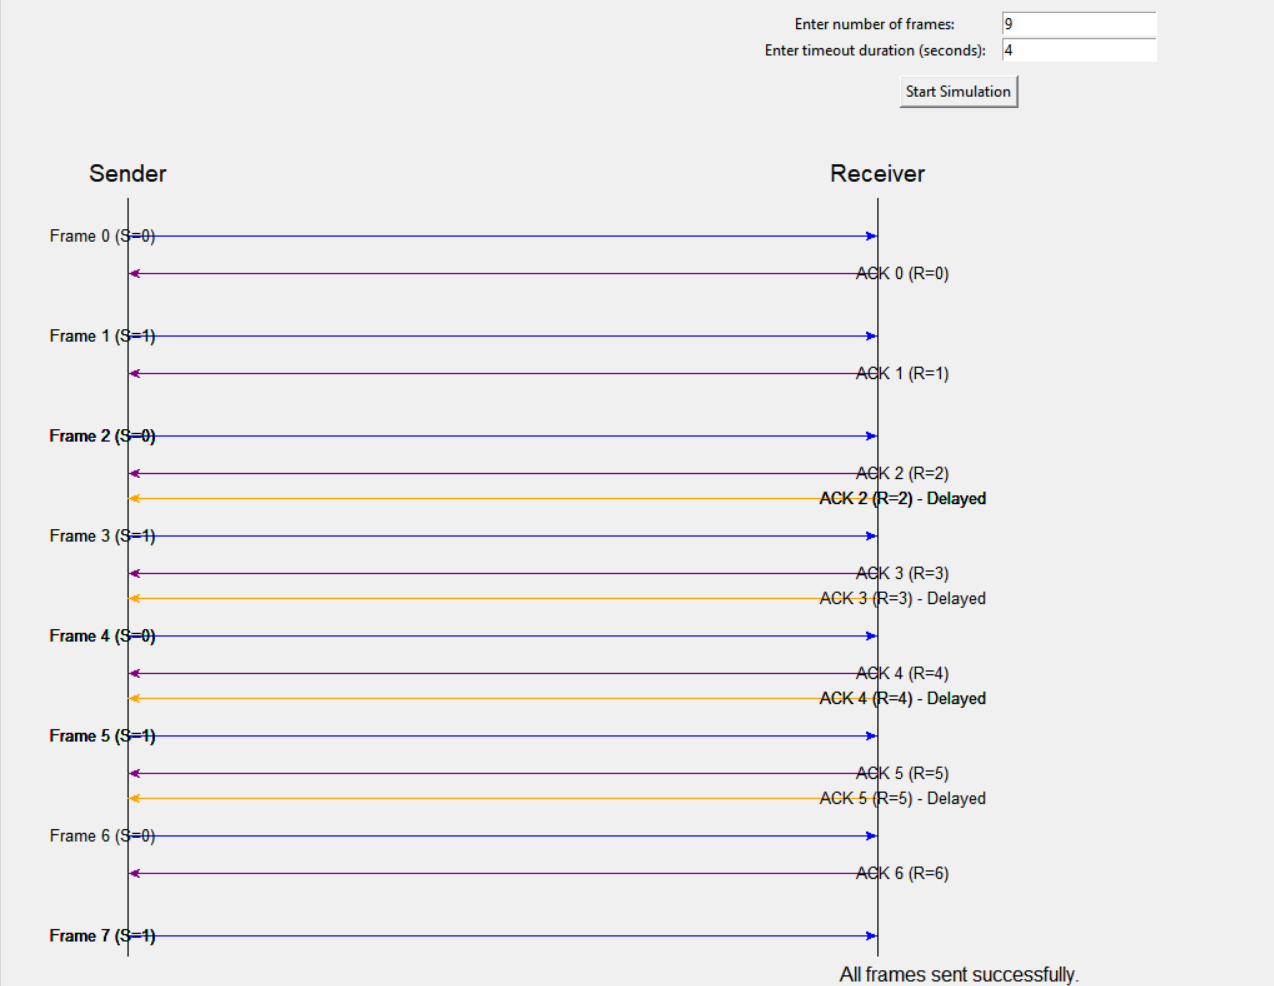 Enter number of frames: 9
Enter timeout duration (seconds): 4
Start Simulation
Sender Receiver
Frame 0 (S=0)
ACK 0 (R=0)
Frame 1 (S=1)
ACK 1 (R=1)
Frame 2 (S=0)
ACK 2 (R=2)
ACK 2 (R=2) - Delayed
Frame 3 (S=1)
ACK 3 (R=3)
ACK 3 (R=3) - Delayed
Frame 4 (S=0)
ACK 4 (R=4)
ACK 4 (R=4) - Delayed
Frame 5 (S=1)
ACK 5 (R=5)
ACK 5 (R=5) - Delayed
Frame 6 (S=0)
ACK 6 (R=6)
Frame 7 (S=1)
All frames sent successfully.